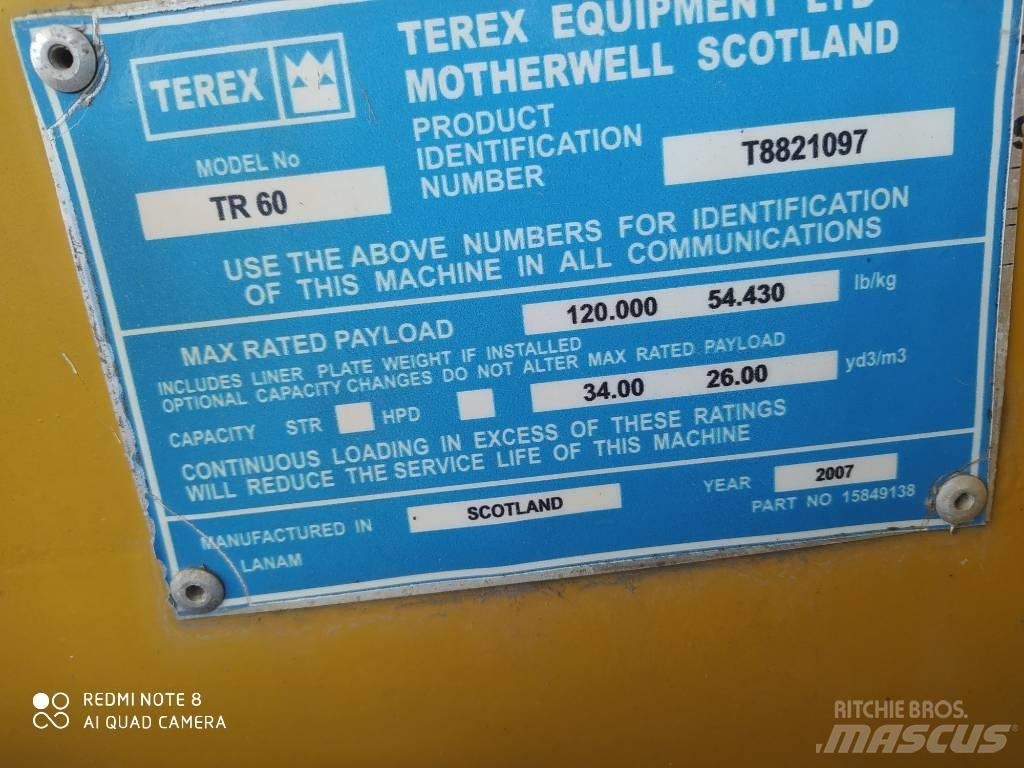 TEREX
TEREX EQUIPMENT LTD
MOTHERWELL SCOTLAND
MODEL No
TR 60
PRODUCT
IDENTIFICATION
NUMBER
T8821097
USE THE ABOVE NUMBERS FOR IDENTIFICATION
OF THIS MACHINE IN ALL COMMUNICATIONS
MAX RATED PAYLOAD 120.000 54.430 lb/kg
INCLUDES LINER PLATE WEIGHT IF INSTALLED
OPTIONAL CAPACITY CHANGES DO NOT ALTER MAX RATED PAYLOAD
CAPACITY STR HPD 34.00 26.00 yd3/m3
CONTINUOUS LOADING IN EXCESS OF THESE RATINGS
WILL REDUCE THE SERVICE LIFE OF THIS MACHINE
MANUFACTURED IN SCOTLAND YEAR 2007
LANAM PART NO 15849138
REDMI NOTE 8
AI QUAD CAMERA
RITCHIE BROS.
MASCUS